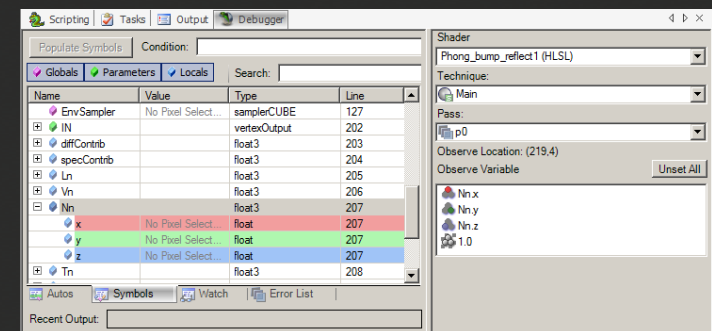 Scripting Tasks Output Debugger
Populate Symbols Condition:
Globals Parameters Locals Search:
Name Value Type Line
EnvSampler No Pixel Select... samplerCUBE 127
IN vertexOutput 202
diffContrib float3 203
specContrib float3 204
Ln float3 205
Vn float3 206
Nn float3 207
x No Pixel Select... float 207
y No Pixel Select... float 207
z No Pixel Select... float 207
Tn float3 208
Autos Symbols Watch Error List
Recent Output:
Shader
Phong_bump_reflect1 (HLSL)
Technique:
Main
Pass:
p0
Observe Location: (219,4)
Observe Variable Unset All
Nn.x
Nn.y
Nn.z
1.0